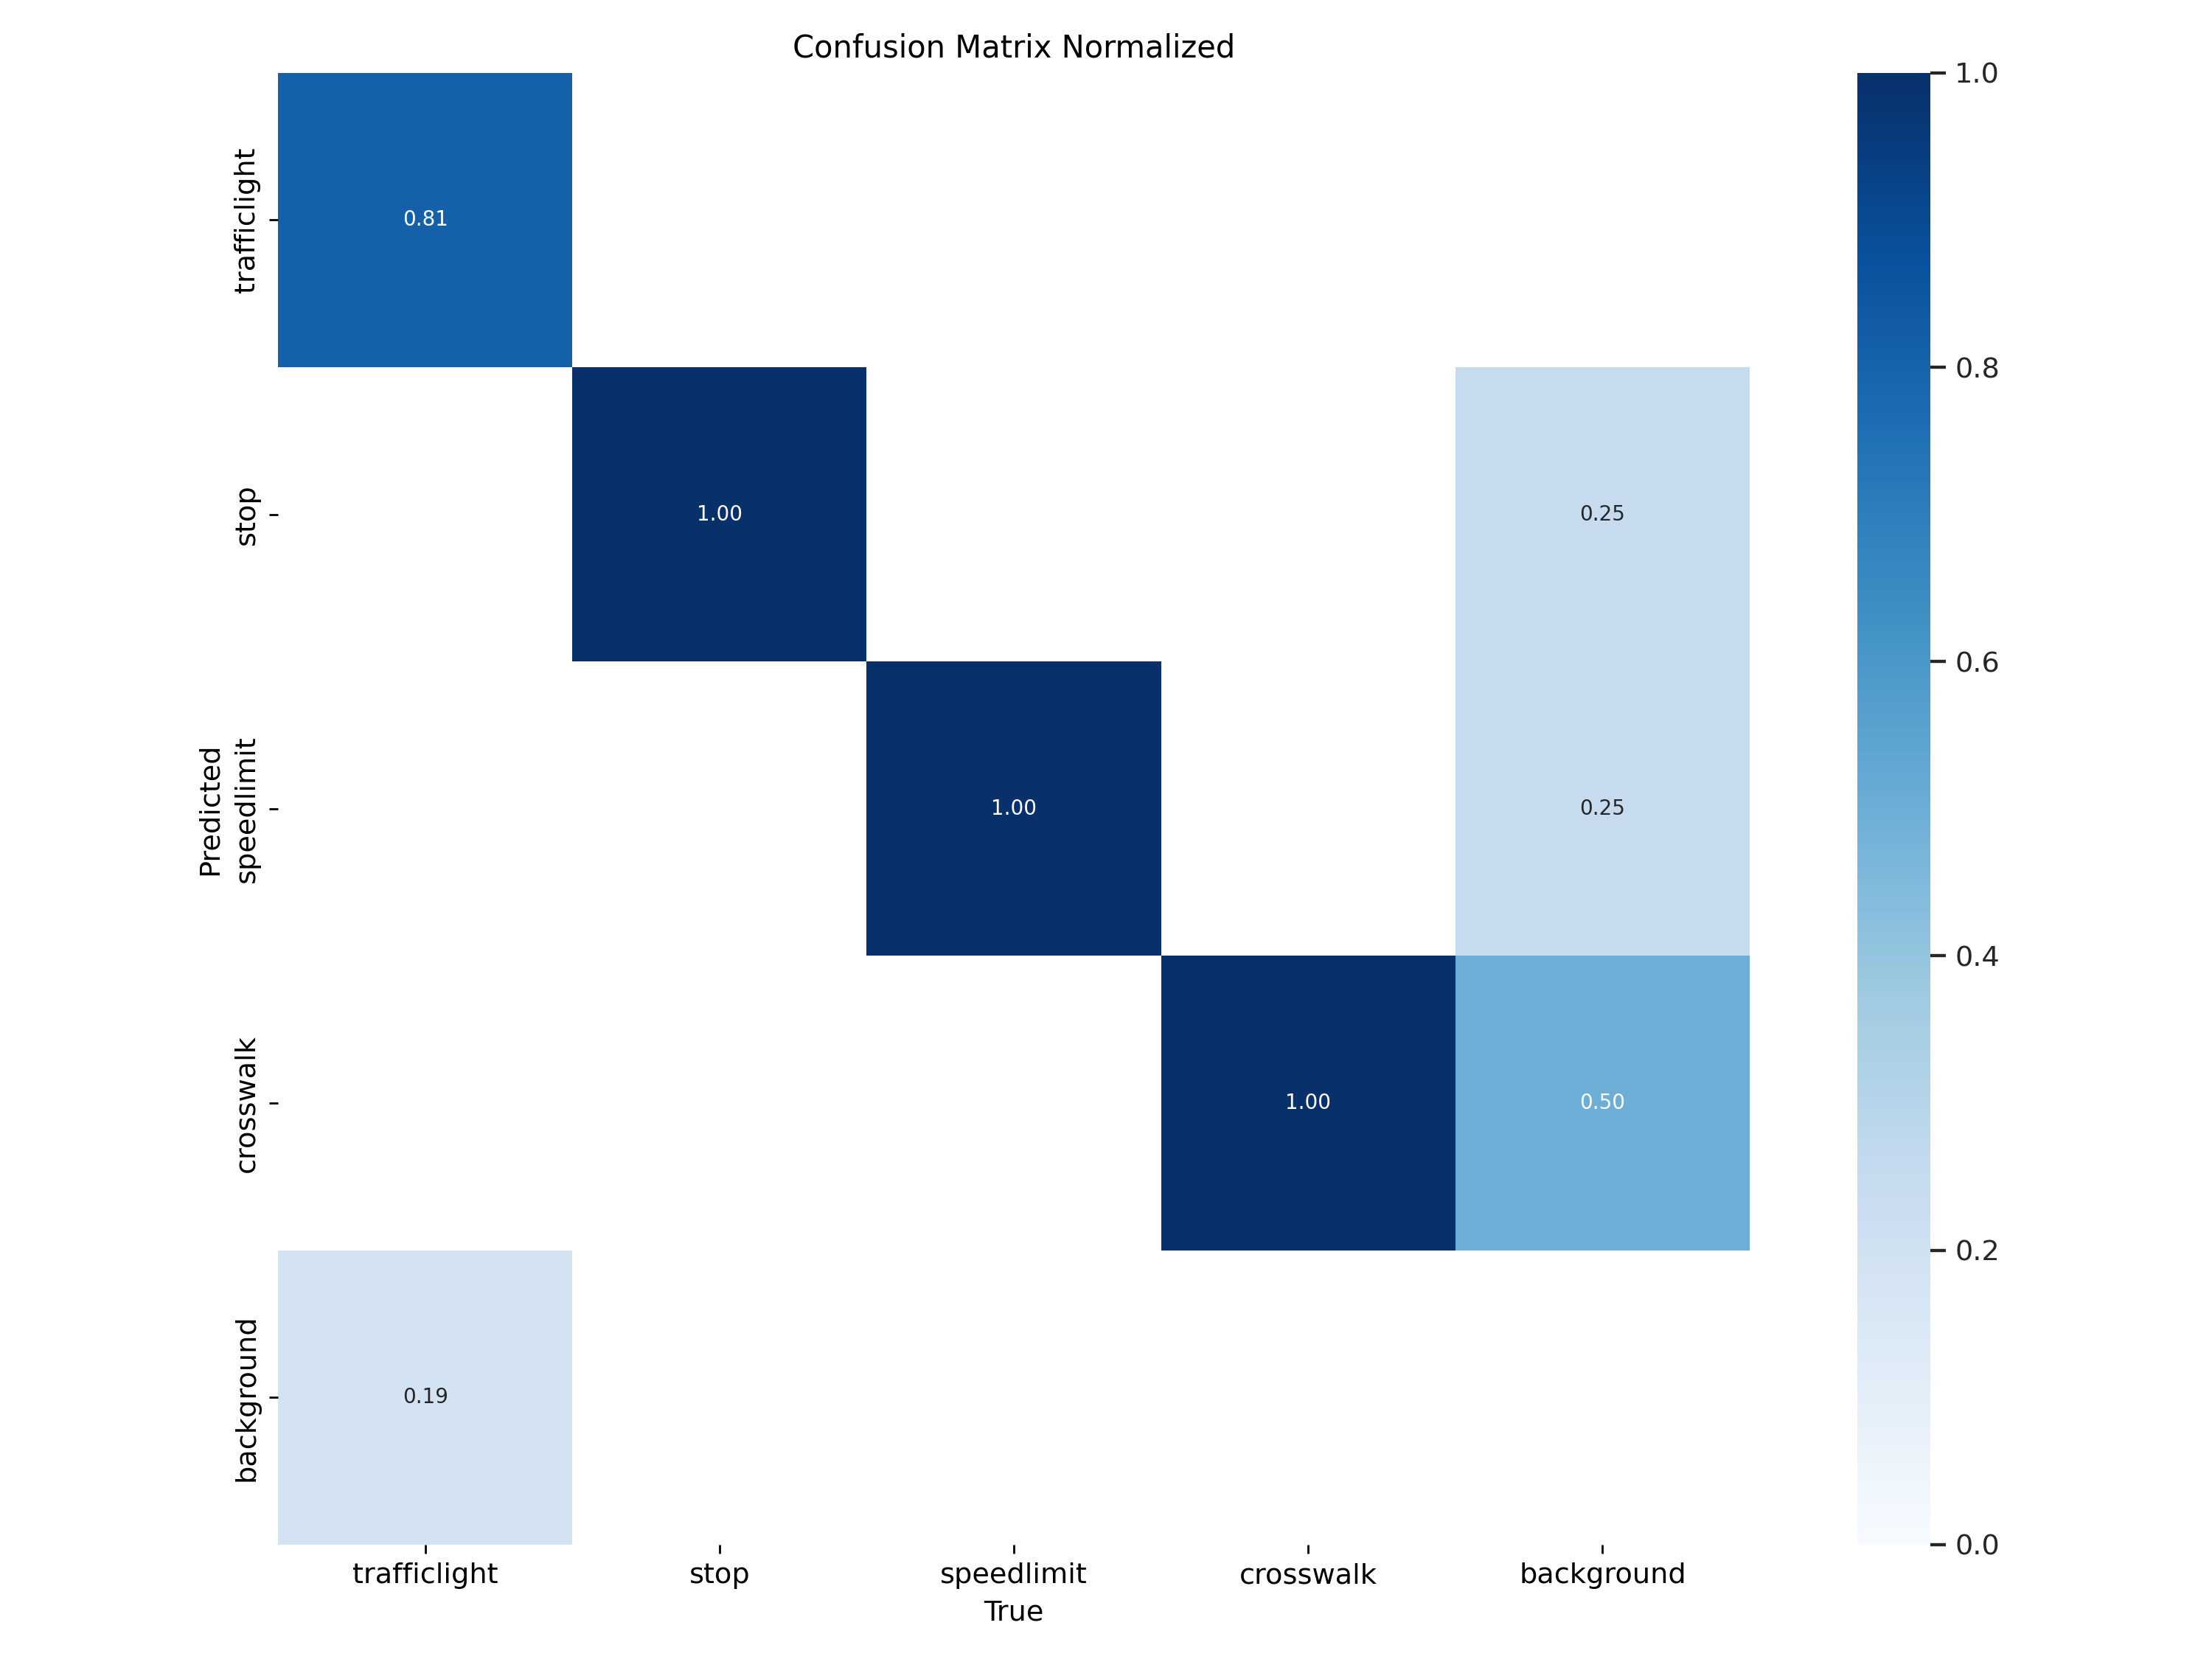 Confusion Matrix Normalized
trafficlight
stop
speedlimit
crosswalk
background
Predicted
0.81
1.00
0.25
1.00
0.25
1.00
0.50
0.19
trafficlight
stop
speedlimit
crosswalk
background
True
1.0
0.8
0.6
0.4
0.2
0.0